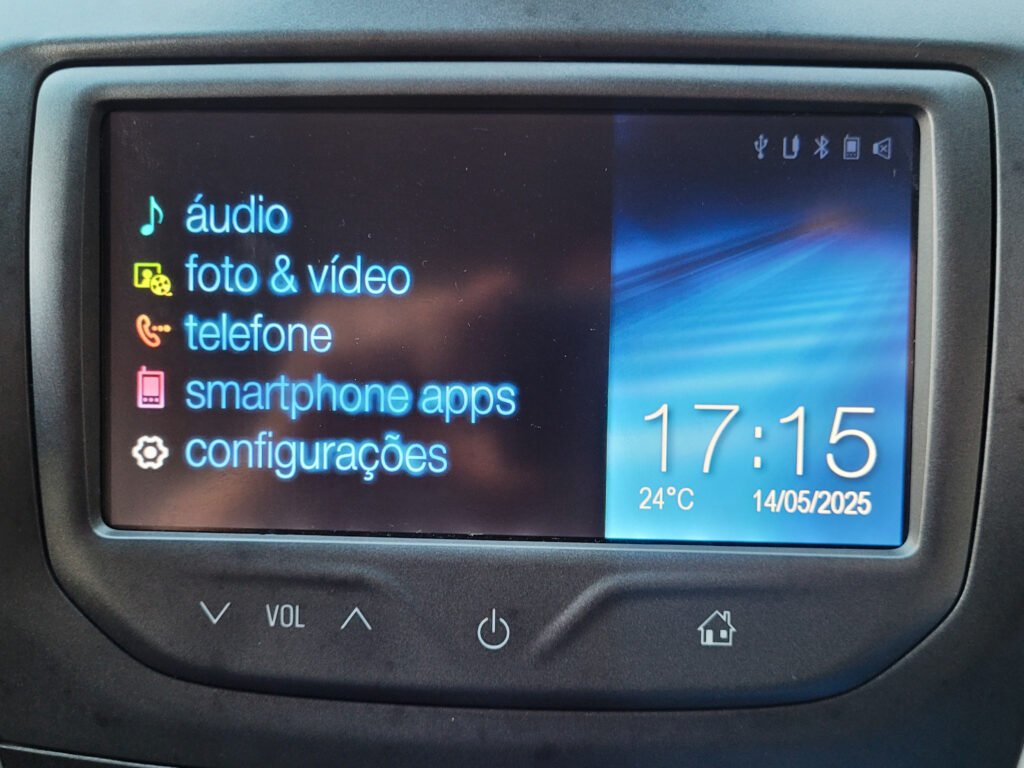 áudio
foto & vídeo
telefone
smartphone apps
configurações
17:15
24°C 14/05/2025
VOL